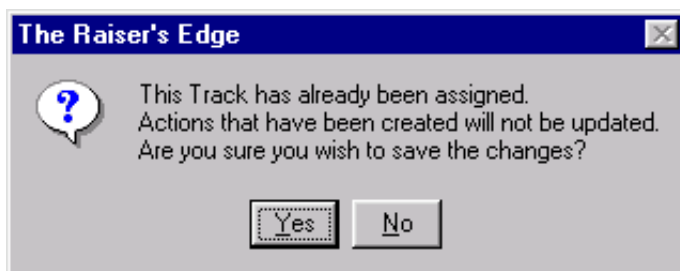 The Raiser's Edge
This Track has already been assigned.
Actions that have been created will not be updated.
Are you sure you wish to save the changes?
Yes No